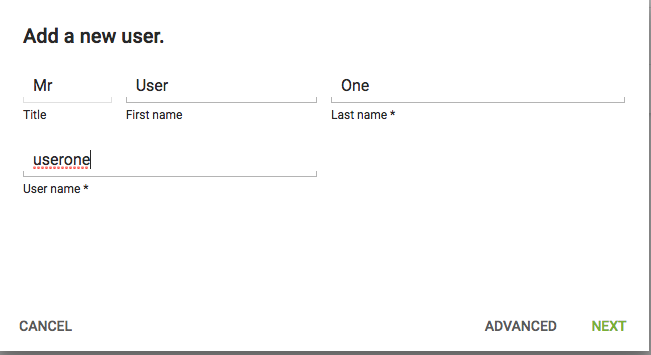 Add a new user.
Mr User One
Title First name Last name *
userone
User name *
CANCEL ADVANCED NEXT